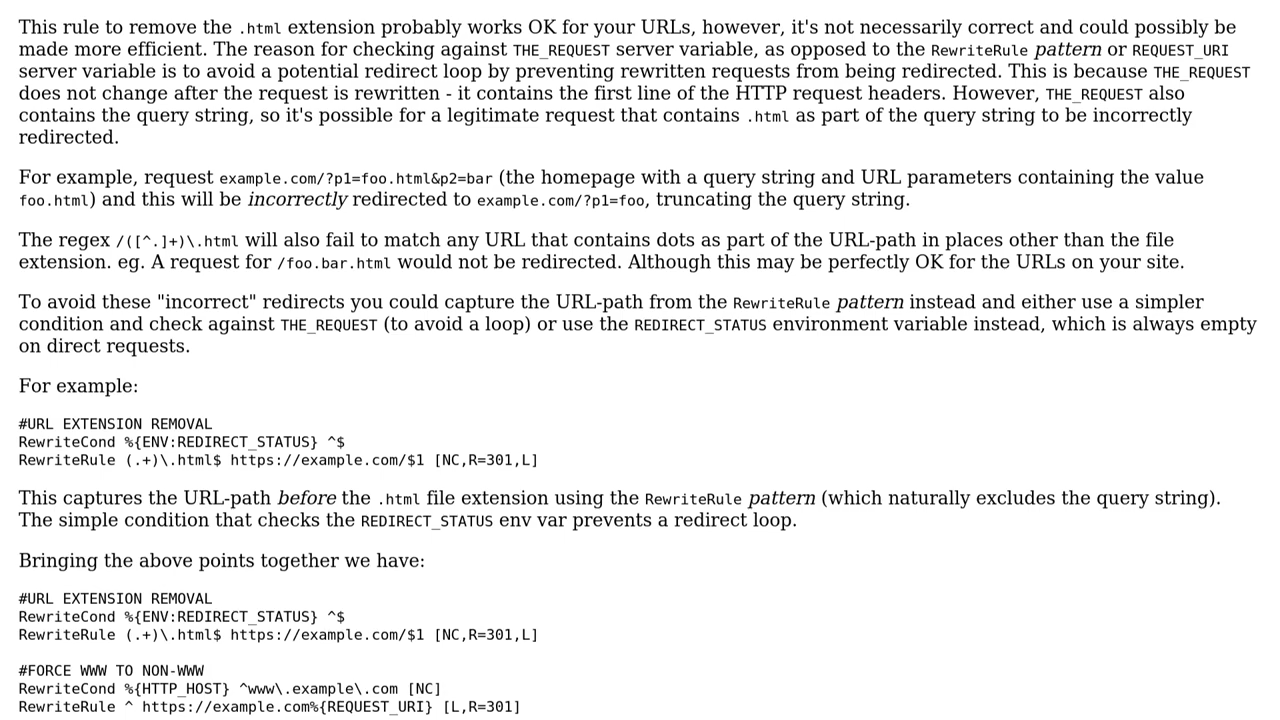 This rule to remove the .html extension probably works OK for your URLs, however, it's not necessarily correct and could possibly be
made more efficient. The reason for checking against THE_REQUEST server variable, as opposed to the RewriteRule pattern or REQUEST_URI
server variable is to avoid a potential redirect loop by preventing rewritten requests from being redirected. This is because THE_REQUEST
does not change after the request is rewritten - it contains the first line of the HTTP request headers. However, THE_REQUEST also
contains the query string, so it's possible for a legitimate request that contains .html as part of the query string to be incorrectly
redirected.
For example, request example.com/?p1=foo.html&p2=bar (the homepage with a query string and URL parameters containing the value
foo.html) and this will be incorrectly redirected to example.com/?p1=foo, truncating the query string.
The regex /([^.]+)\.html will also fail to match any URL that contains dots as part of the URL-path in places other than the file
extension. eg. A request for /foo.bar.html would not be redirected. Although this may be perfectly OK for the URLs on your site.
To avoid these "incorrect" redirects you could capture the URL-path from the RewriteRule pattern instead and either use a simpler
condition and check against THE_REQUEST (to avoid a loop) or use the REDIRECT_STATUS environment variable instead, which is always empty
on direct requests.
For example:
#URL EXTENSION REMOVAL
RewriteCond %{ENV:REDIRECT_STATUS} ^$
RewriteRule (.+)\.html$ https://example.com/$1 [NC,R=301,L]
This captures the URL-path before the .html file extension using the RewriteRule pattern (which naturally excludes the query string).
The simple condition that checks the REDIRECT_STATUS env var prevents a redirect loop.
Bringing the above points together we have:
#URL EXTENSION REMOVAL
RewriteCond %{ENV:REDIRECT_STATUS} ^$
RewriteRule (.+)\.html$ https://example.com/$1 [NC,R=301,L]
#FORCE WWW TO NON-WWW
RewriteCond %{HTTP_HOST} ^www\.example\.com [NC]
RewriteRule ^ https://example.com%{REQUEST_URI} [L,R=301]